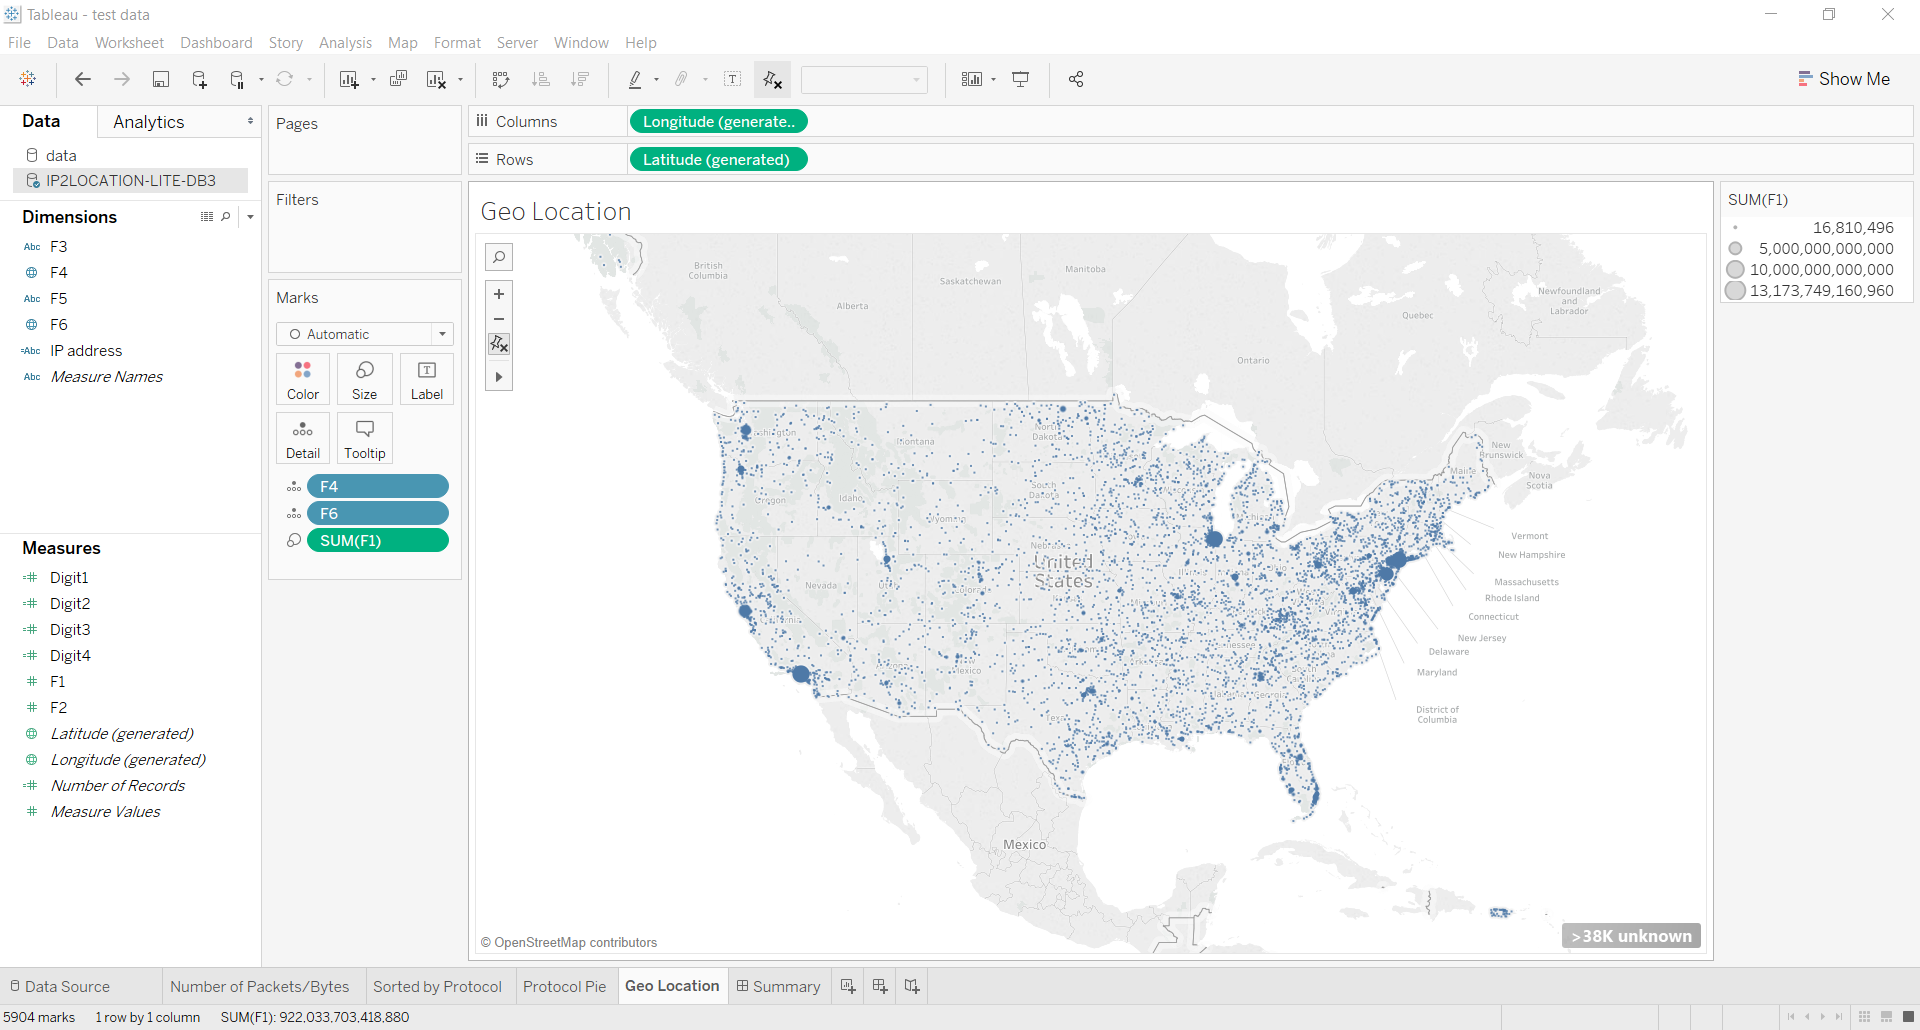 Tableau - test data
File Data Worksheet Dashboard Story Analysis Map Format Server Window Help
Show Me
Data Analytics
data
IP2LOCATION-LITE-DB3
Dimensions
Abc F3
F4
Abc F5
F6
=Abc IP address
Abc Measure Names
Measures
=# Digit1
=# Digit2
=# Digit3
=# Digit4
# F1
# F2
Latitude (generated)
Longitude (generated)
=# Number of Records
# Measure Values
Pages
Filters
Marks
Automatic
Color Size Label
Detail Tooltip
F4
F6
SUM(F1)
Columns Longitude (generate..
Rows Latitude (generated)
Geo Location
British
Columbia
Alberta
Saskatchewan
Manitoba
Ontario
Quebec
Newfoundland
and
Labrador
New
Brunswick
Nova
Scotia
Maine
Montana
North
Dakota
South
Dakota
Oregon
Idaho
Nevada
United
States
Vermont
New Hampshire
Massachusetts
Rhode Island
Connecticut
New Jersey
Delaware
Maryland
District of
Columbia
Mexico
© OpenStreetMap contributors
>38K unknown
SUM(F1)
16,810,496
5,000,000,000,000
10,000,000,000,000
13,173,749,160,960
Data Source Number of Packets/Bytes Sorted by Protocol Protocol Pie Geo Location Summary
5904 marks 1 row by 1 column SUM(F1): 922,033,703,418,880